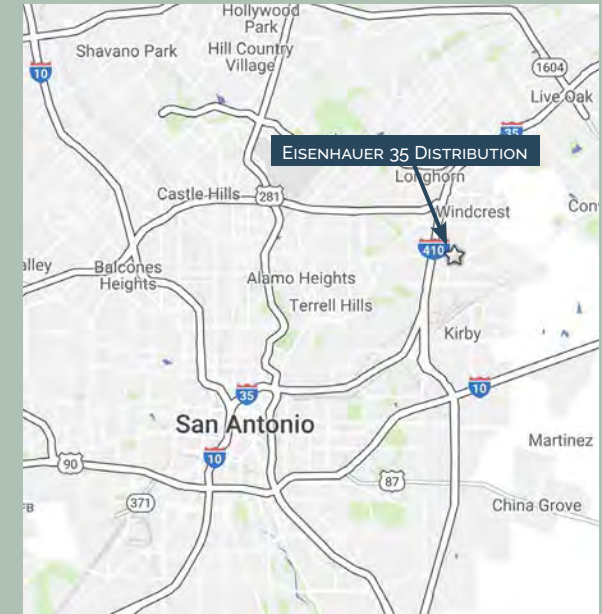 Hollywood
Park
Shavano Park
Hill Country
Village
10
1604
Live Oak
35
EISENHAUER 35 DISTRIBUTION
Longhorn
Castle Hills
281
Windcrest
Con
410
alley
Balcones
Heights
Alamo Heights
Terrell Hills
Kirby
35
10
San Antonio
Martinez
10
90
87
371
China Grove
FB